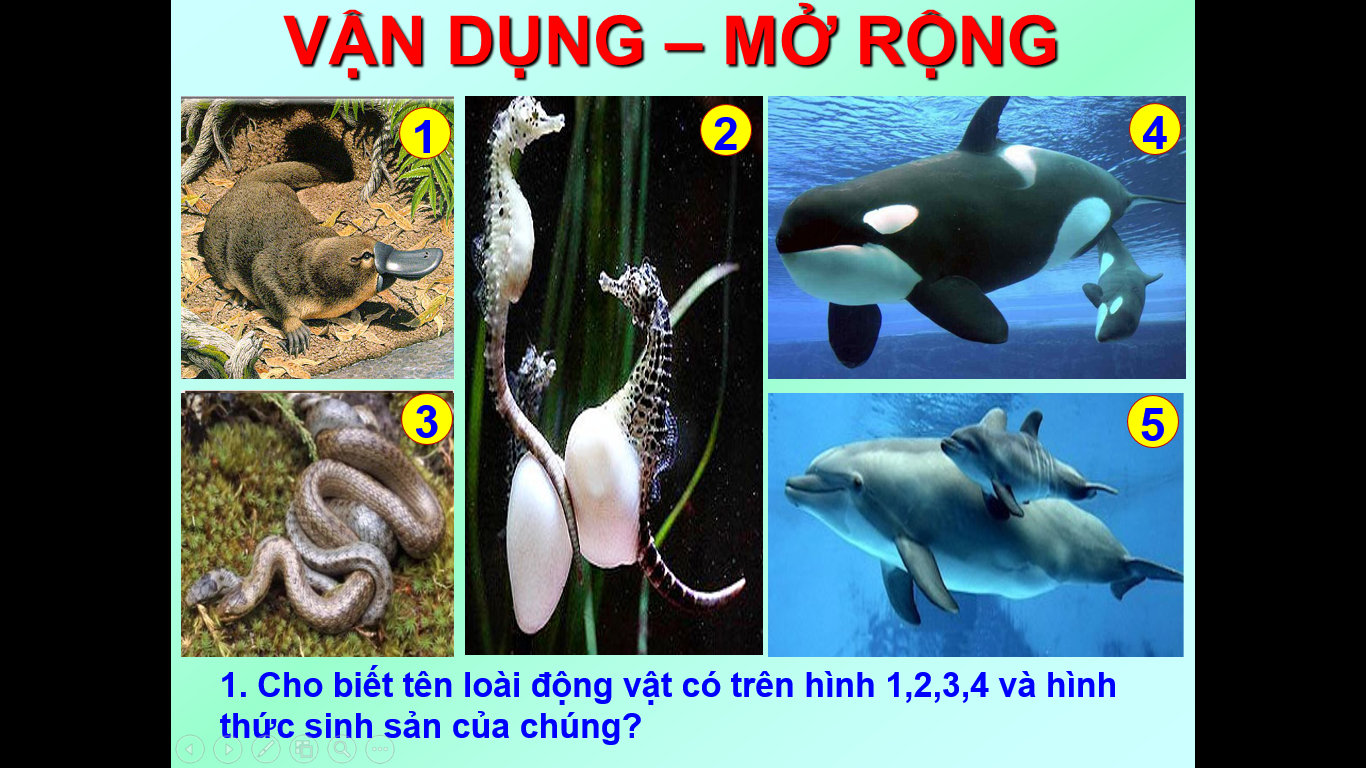 VẬN DỤNG – MỞ RỘNG
1
2
4
3
5
1. Cho biết tên loài động vật có trên hình 1,2,3,4 và hình
thức sinh sản của chúng?